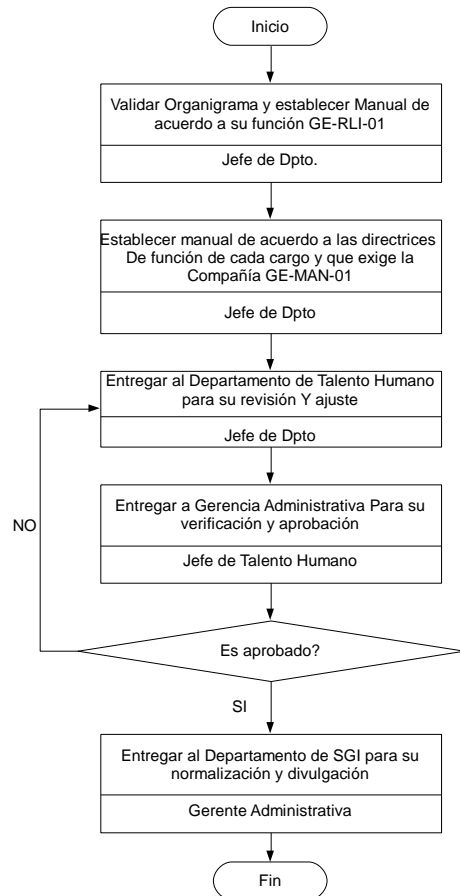 Inicio
Validar Organigrama y establecer Manual de
acuerdo a su función GE-RLI-01
Jefe de Dpto.
Establecer manual de acuerdo a las directrices
De función de cada cargo y que exige la
Compañía GE-MAN-01
Jefe de Dpto
Entregar al Departamento de Talento Humano
para su revisión Y ajuste
Jefe de Dpto
NO
Entregar a Gerencia Administrativa Para su
verificación y aprobación
Jefe de Talento Humano
Es aprobado?
SI
Entregar al Departamento de SGI para su
normalización y divulgación
Gerente Administrativa
Fin